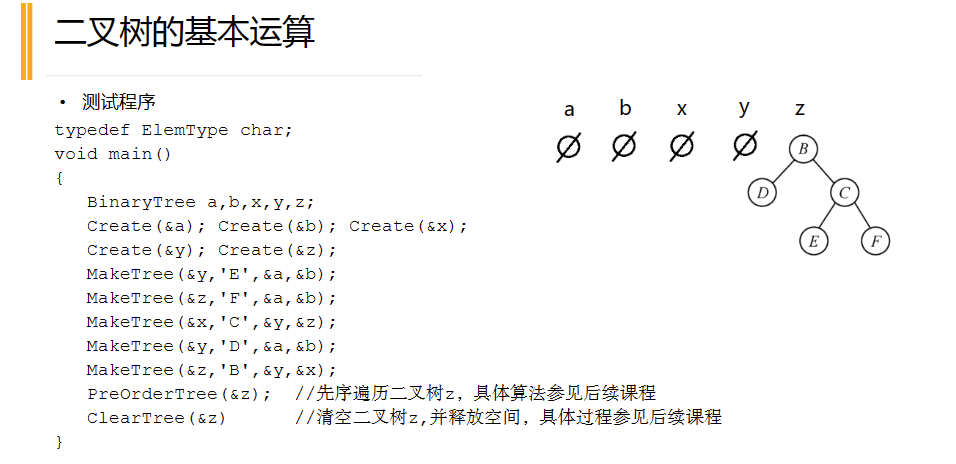 二叉树的基本运算
• 测试程序
typedef ElemType char;
void main()
{
BinaryTree a,b,x,y,z;
Create(&a); Create(&b); Create(&x);
Create(&y); Create(&z);
MakeTree(&y,'E',&a,&b);
MakeTree(&z,'F',&a,&b);
MakeTree(&x,'C',&y,&z);
MakeTree(&y,'D',&a,&b);
MakeTree(&z,'B',&y,&x);
PreOrderTree(&z); //先序遍历二叉树z，具体算法参见后续课程
ClearTree(&z) //清空二叉树z,并释放空间，具体过程参见后续课程
}
a b x y z
∅ ∅ ∅ ∅ B
D C
E F